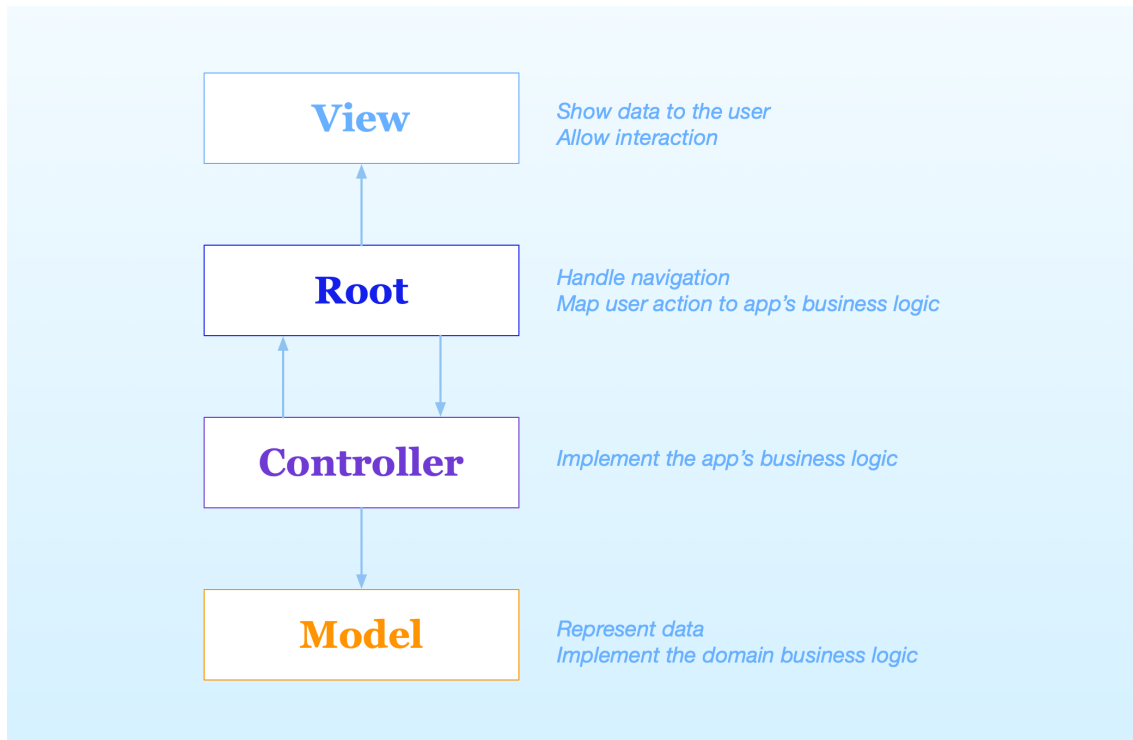 View
Show data to the user
Allow interaction
Root
Handle navigation
Map user action to app’s business logic
Controller
Implement the app’s business logic
Model
Represent data
Implement the domain business logic